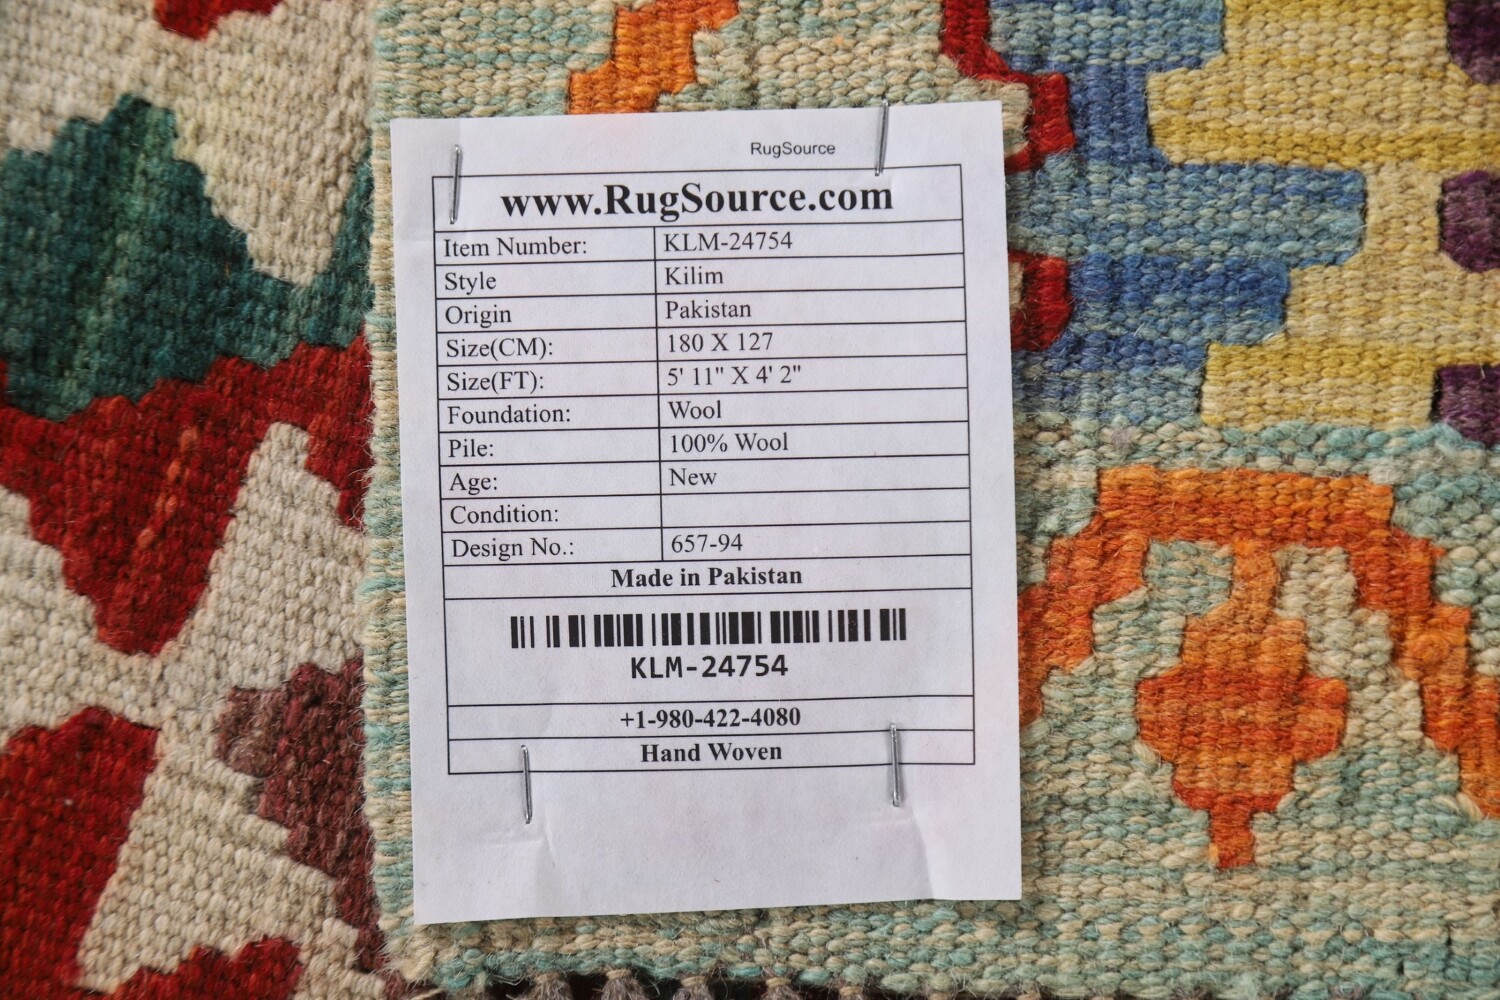 RugSource
www.RugSource.com
Item Number: KLM-24754
Style Kilim
Origin Pakistan
Size(CM): 180 X 127
Size(FT): 5' 11" X 4' 2"
Foundation: Wool
Pile: 100% Wool
Age: New
Condition:
Design No.: 657-94
Made in Pakistan
KLM-24754
+1-980-422-4080
Hand Woven